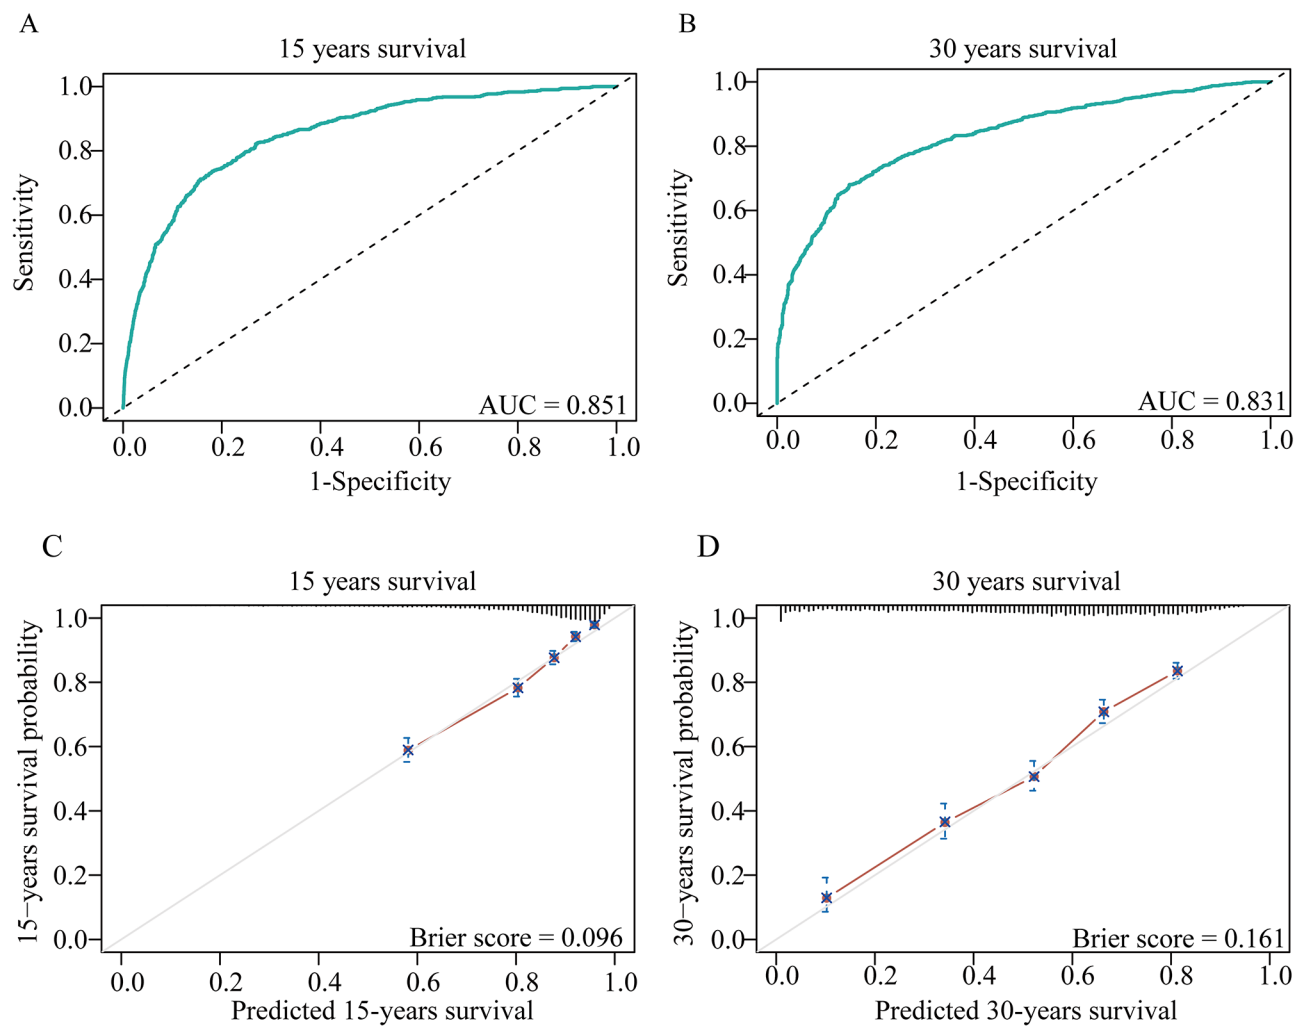 A
15 years survival
1.0
0.8
0.6
0.4
0.2
0.0
Sensitivity
AUC = 0.851
0.0 0.2 0.4 0.6 0.8 1.0
1-Specificity
B
30 years survival
1.0
0.8
0.6
0.4
0.2
0.0
Sensitivity
AUC = 0.831
0.0 0.2 0.4 0.6 0.8 1.0
1-Specificity
C
15 years survival
1.0
0.8
0.6
0.4
0.2
0.0
15−years survival probability
Brier score = 0.096
0.0 0.2 0.4 0.6 0.8 1.0
Predicted 15-years survival
D
30 years survival
1.0
0.8
0.6
0.4
0.2
0.0
30−years survival probability
Brier score = 0.161
0.0 0.2 0.4 0.6 0.8 1.0
Predicted 30-years survival